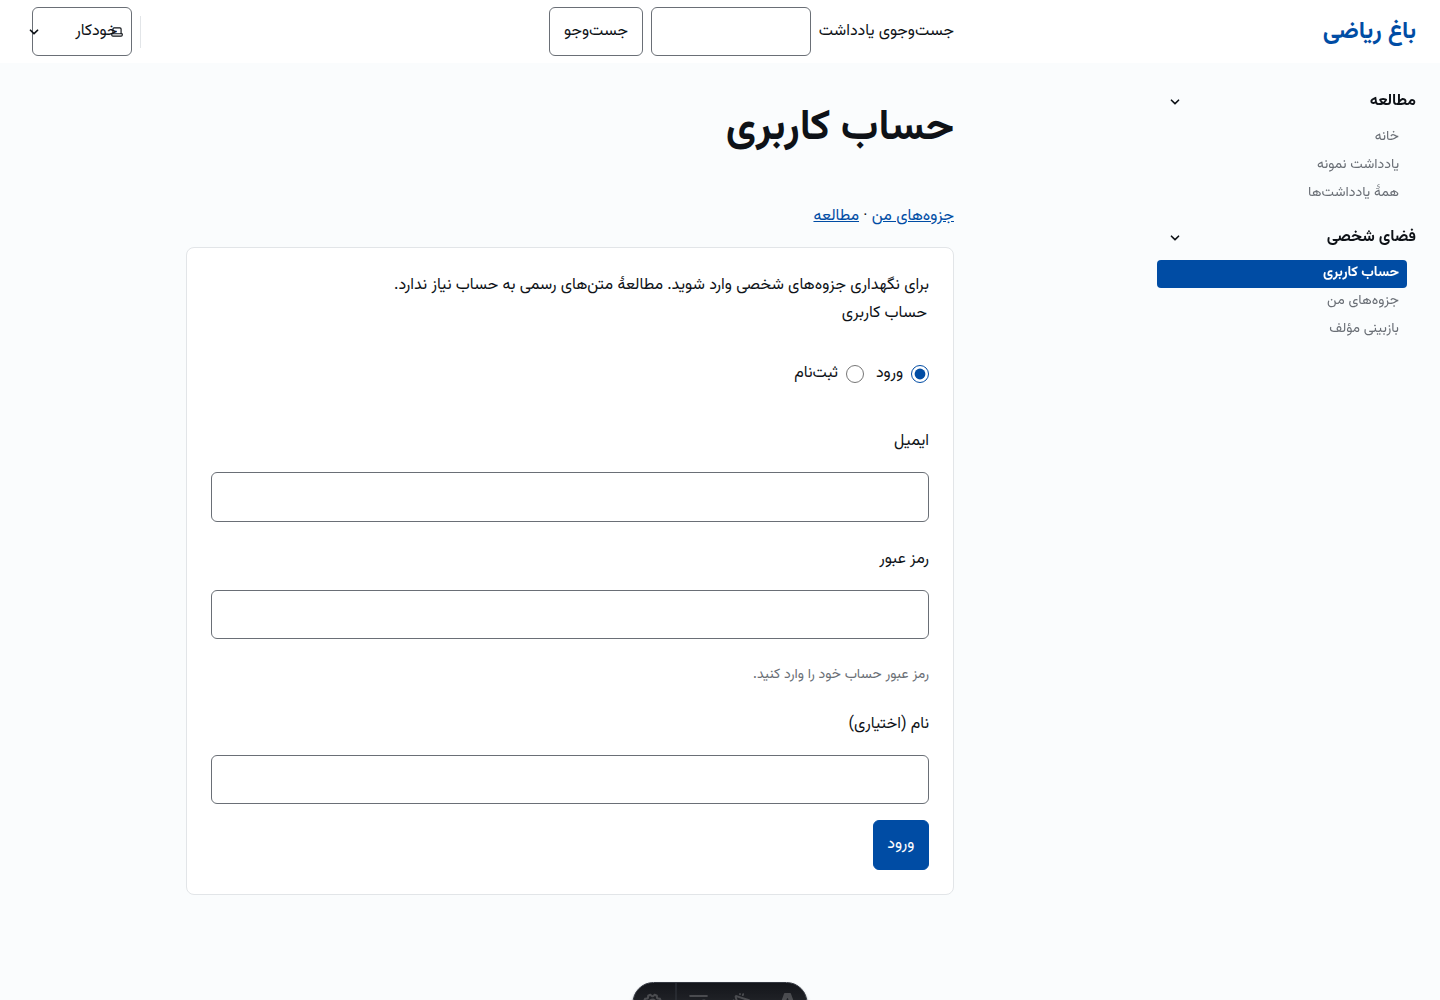 باغ ریاضی
جست‌وجوی یادداشت
جست‌وجو
خودکار
مطالعه
خانه
یادداشت نمونه
همهٔ یادداشت‌ها
فضای شخصی
حساب کاربری
جزوه‌های من
بازبینی مؤلف
حساب کاربری
جزوه‌های من · مطالعه
برای نگهداری جزوه‌های شخصی وارد شوید. مطالعهٔ متن‌های رسمی به حساب نیاز ندارد.
حساب کاربری
ورود ثبت‌نام
ایمیل
رمز عبور
رمز عبور حساب خود را وارد کنید.
نام (اختیاری)
ورود